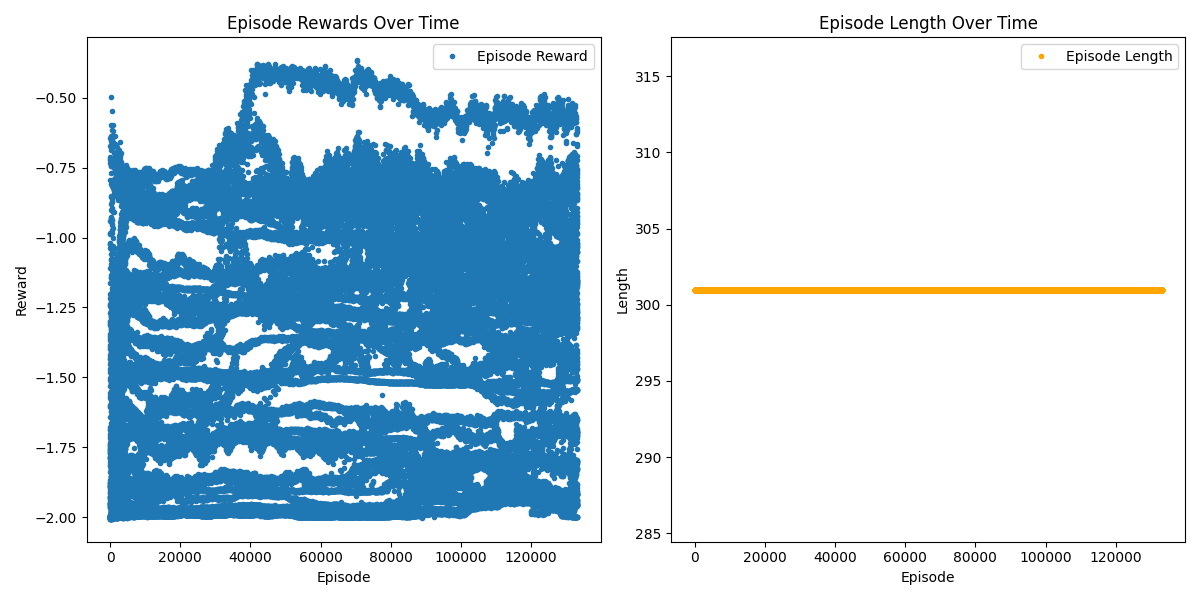 Episode Rewards Over Time
Episode Reward
−0.50
−0.75
−1.00
−1.25
−1.50
−1.75
−2.00
Reward
0 20000 40000 60000 80000 100000 120000
Episode
Episode Length Over Time
Episode Length
315
310
305
300
295
290
285
Length
0 20000 40000 60000 80000 100000 120000
Episode